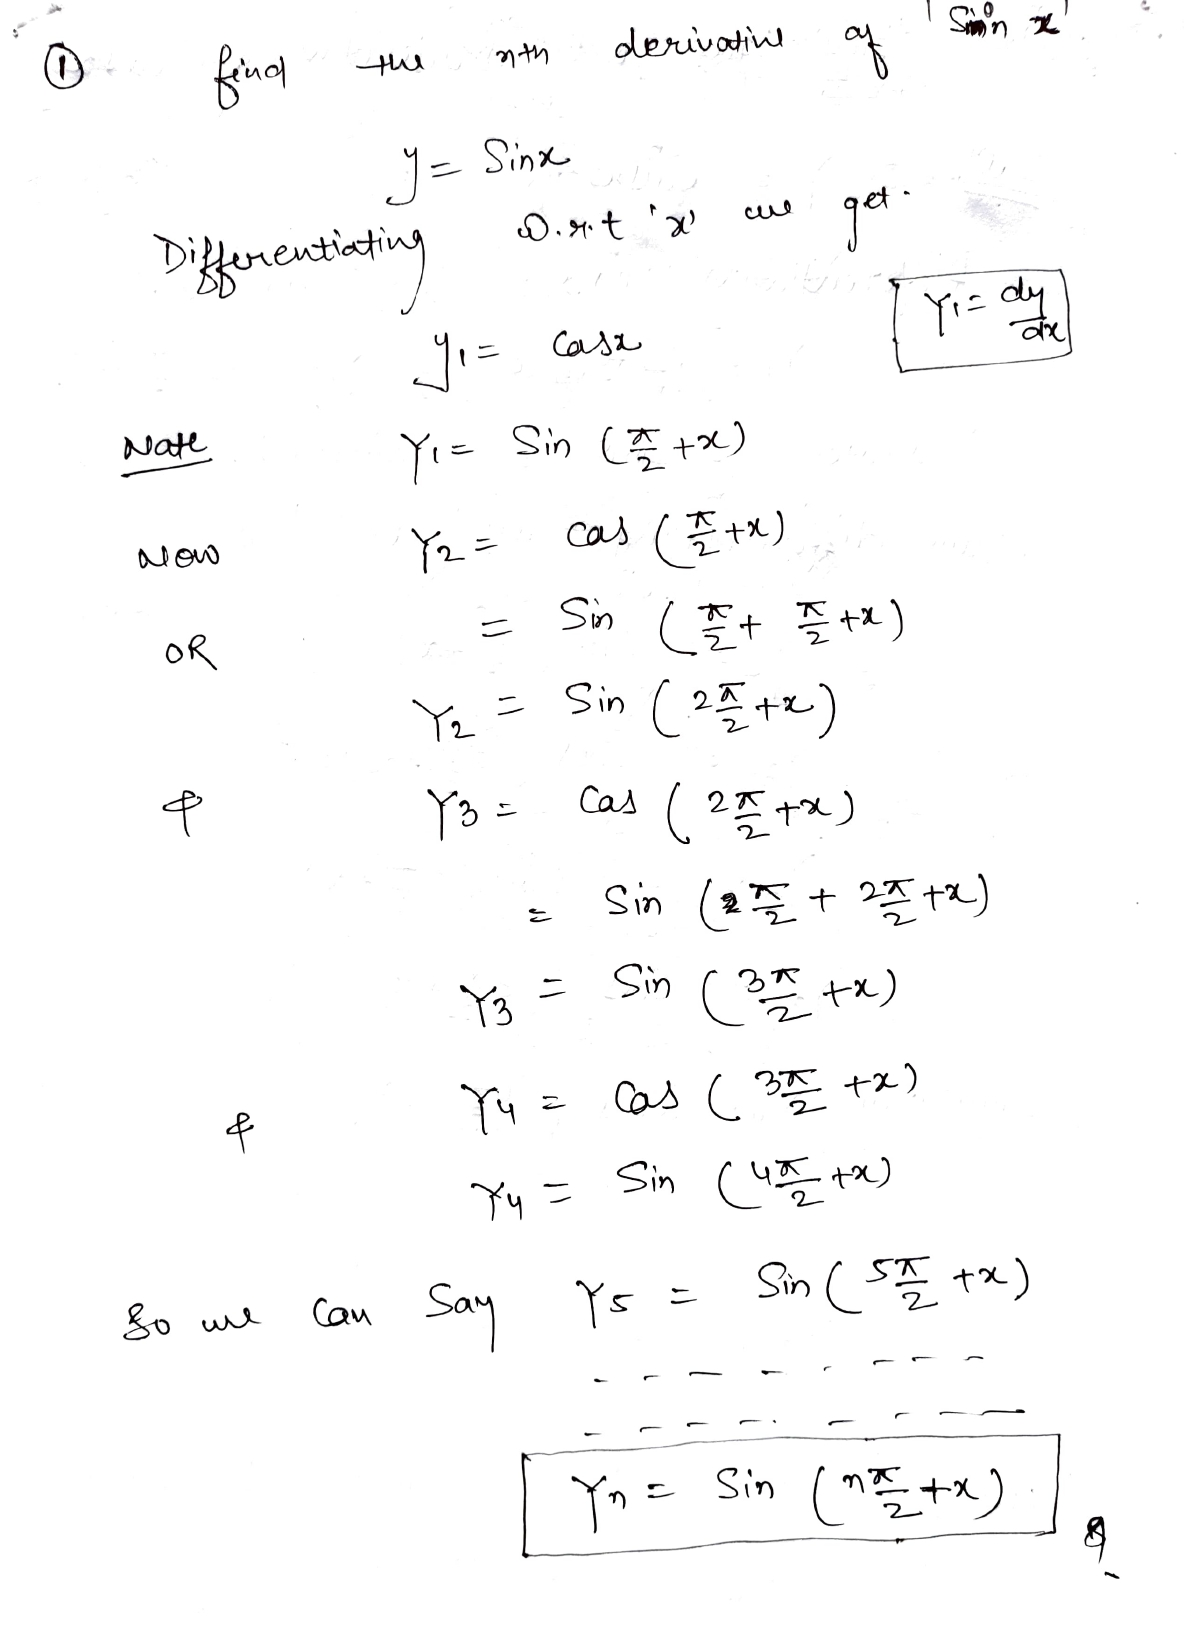 ① find the nth derivative of 'Sin x'
y = Sinx
Differentiating w.r.t 'x' we get.
y₁ = Cosx
Y₁ = dy/dx
Note Y₁ = Sin (π/2 + x)
Now Y₂ = cos (π/2 + x)
OR = Sin (π/2 + π/2 + x)
Y₂ = Sin (2π/2 + x)
& Y₃ = Cos (2π/2 + x)
= Sin (π/2 + 2π/2 + x)
Y₃ = Sin (3π/2 + x)
& Y₄ = Cos (3π/2 + x)
Y₄ = Sin (4π/2 + x)
So we can Say Y₅ = Sin (5π/2 + x)
- - - - - - - - -
- - - - - - - -
Yₙ = Sin (nπ/2 + x)